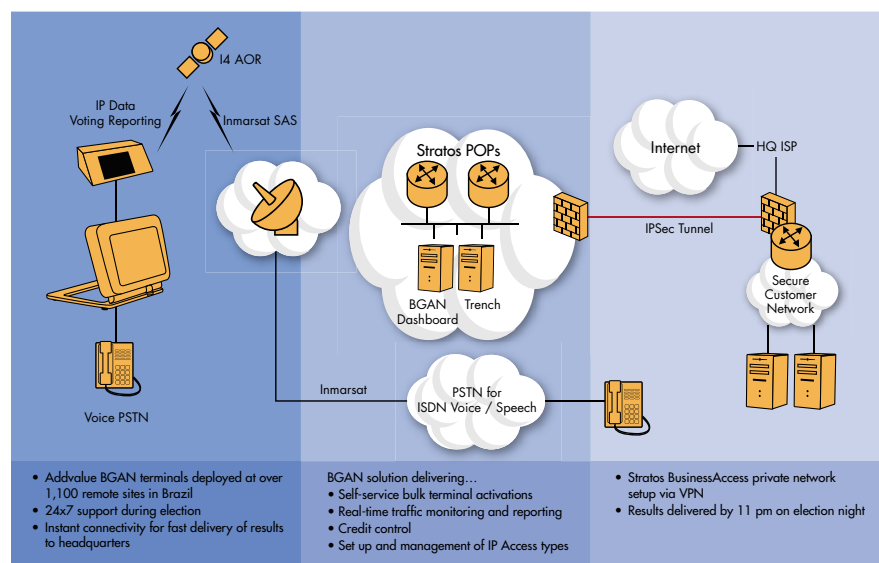 I4 AOR
IP Data
Voting Reporting
Inmarsat SAS
Voice PSTN
Stratos POPs
BGAN
Dashboard
Trench
Inmarsat
PSTN for
ISDN Voice / Speech
Internet
HQ ISP
IPSec Tunnel
Secure
Customer
Network
• Addvalue BGAN terminals deployed at over
1,100 remote sites in Brazil
• 24x7 support during election
• Instant connectivity for fast delivery of results
to headquarters
BGAN solution delivering…
• Self-service bulk terminal activations
• Real-time traffic monitoring and reporting
• Credit control
• Set up and management of IP Access types
• Stratos BusinessAccess private network
setup via VPN
• Results delivered by 11 pm on election night